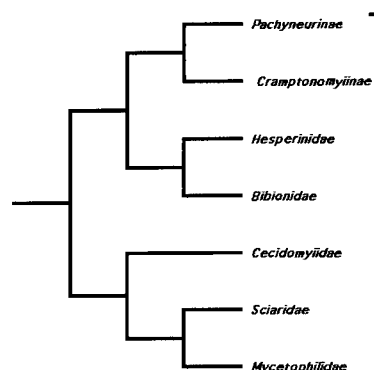 Pachyneurinae
Cramptonomyiinae
Hesperinidae
Bibionidae
Cecidomyiidae
Sciaridae
Mycetophilidae